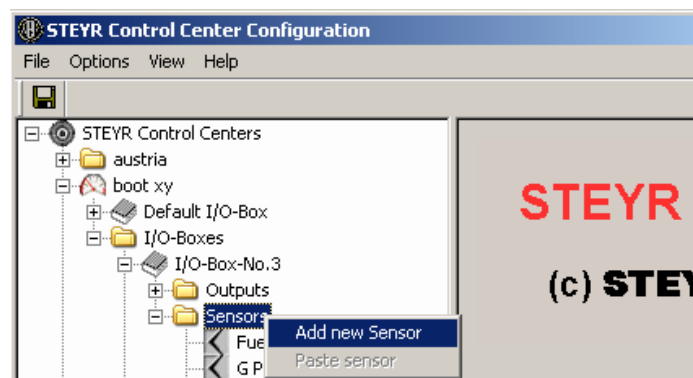 STEYR Control Center Configuration
File Options View Help
STEYR Control Centers
austria
boot xy
Default I/O-Box
I/O-Boxes
I/O-Box-No.3
Outputs
Sensors
Add new Sensor
Paste sensor
STEYR
(c)